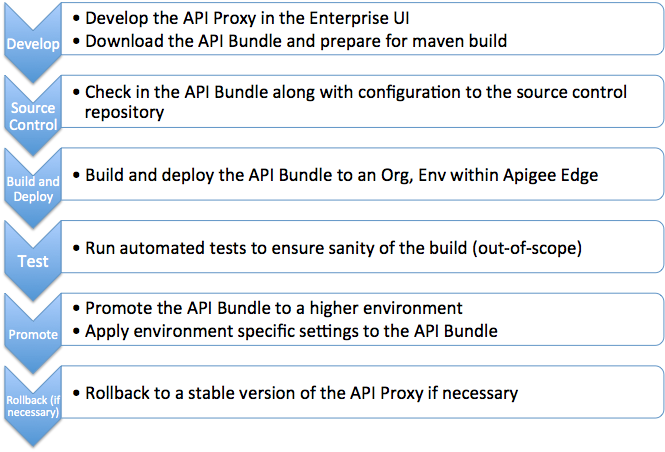 Develop
• Develop the API Proxy in the Enterprise UI
• Download the API Bundle and prepare for maven build
Source
Control
• Check in the API Bundle along with configuration to the source control
repository
Build and
Deploy
• Build and deploy the API Bundle to an Org, Env within Apigee Edge
Test
• Run automated tests to ensure sanity of the build (out-of-scope)
Promote
• Promote the API Bundle to a higher environment
• Apply environment specific settings to the API Bundle
Rollback (if
necessary)
• Rollback to a stable version of the API Proxy if necessary